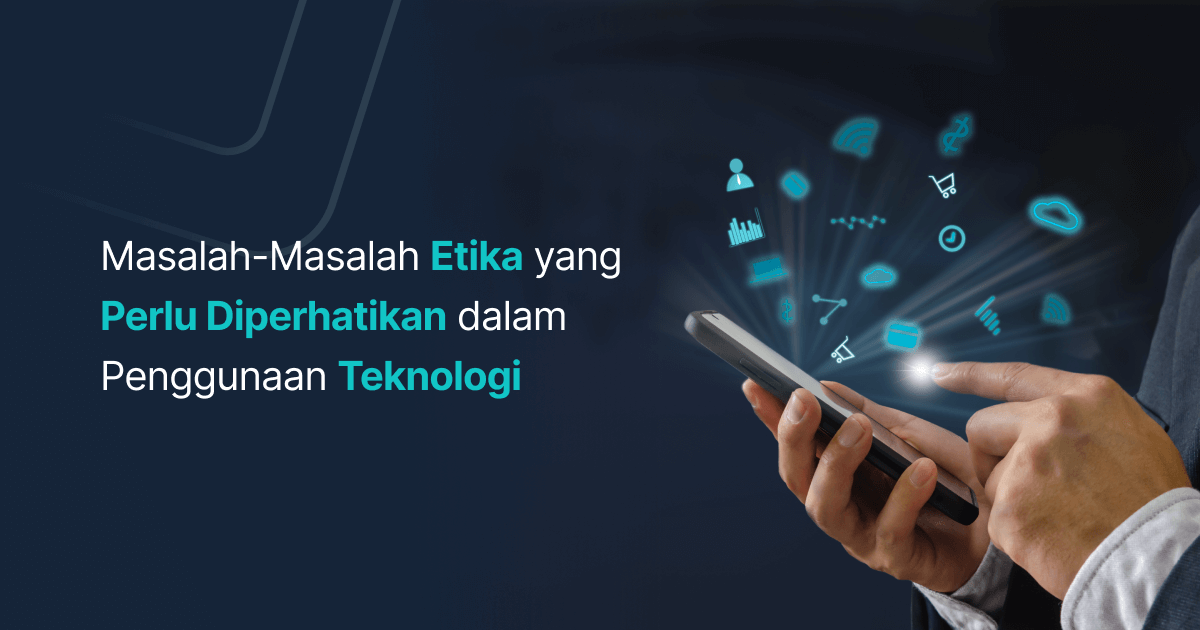 Masalah-Masalah Etika yang
Perlu Diperhatikan dalam
Penggunaan Teknologi